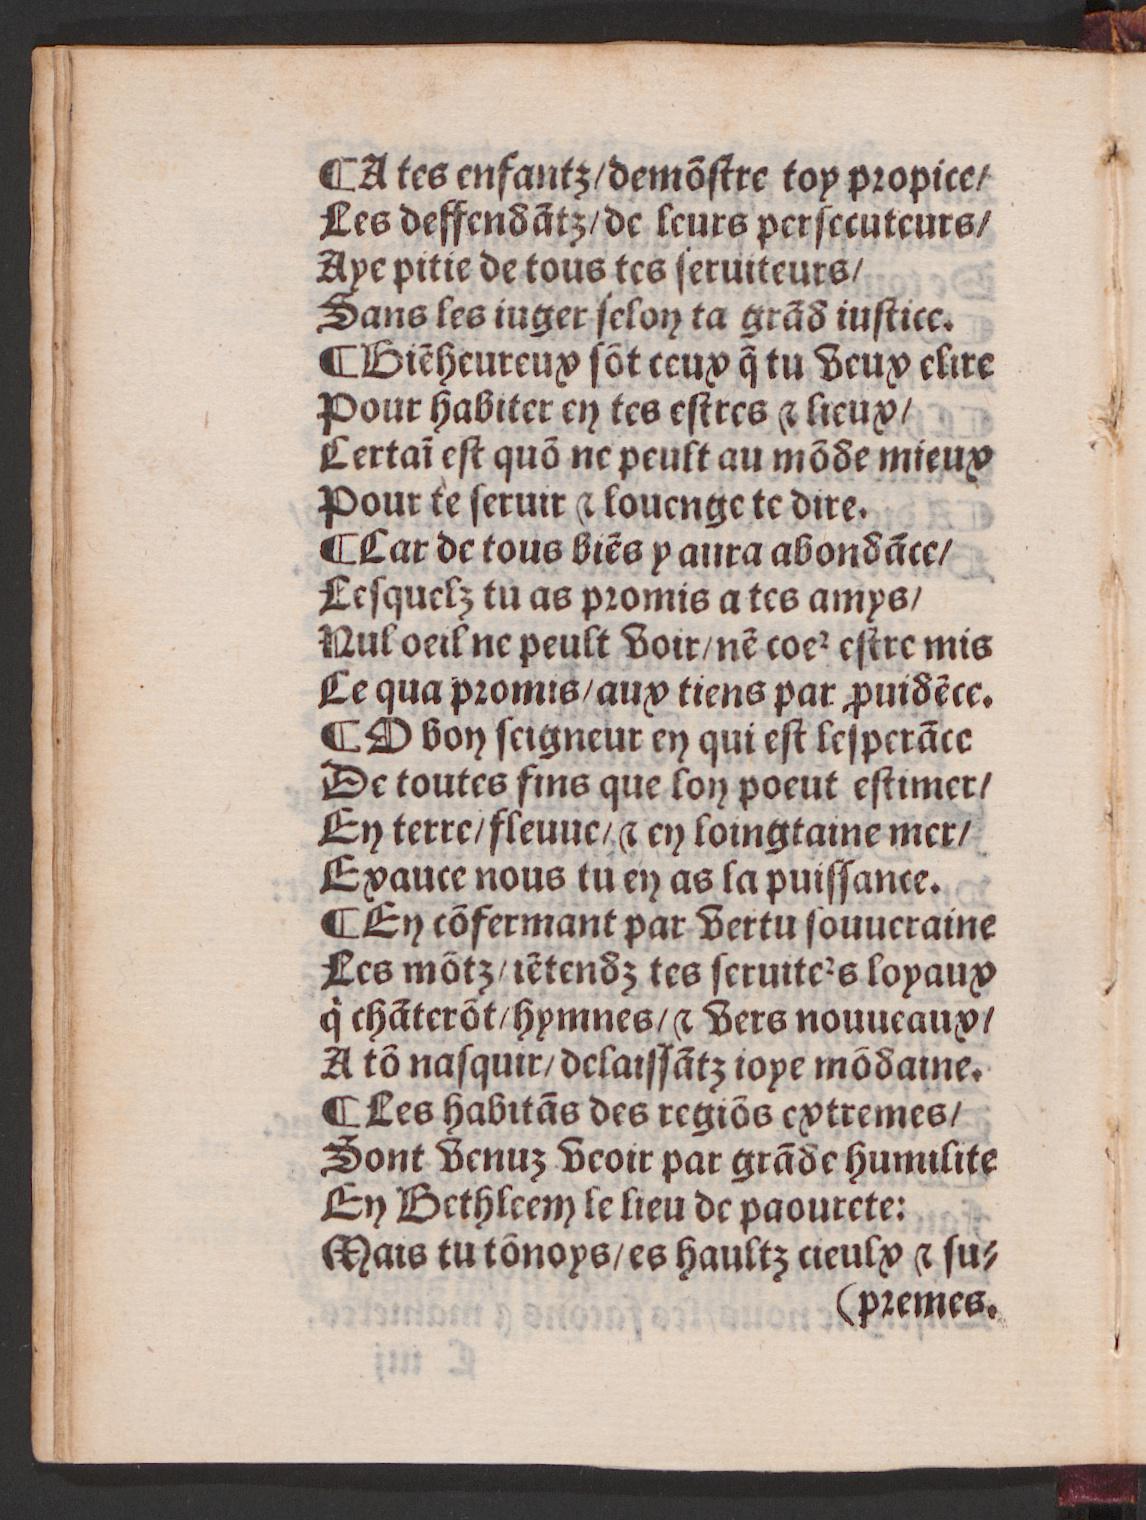 ¶A tes enfantz/demõſtre toy propice/
Les deffendãtz/de leurs perſecuteurs/
Aye pitie de tous tes ſeruiteurs/
Sans les iuger ſelon ta grãd iuſtice.
¶Biẽheureux ſõt ceux q̃ tu veux elire
Pour habiter en tes eſtres ⁊ lieux/
Certaĩ eſt quõ ne peult au mõde mieux
Pour te ſeruir ⁊ louenge te dire.
¶Car de tous biẽs y aura abondãce/
Leſquelz tu as promis a tes amys/
Nul oeil ne peult voir/nẽ coeꝛ eſtre mis
Ce qua promis/aux tiens par ꝓuidẽce.
¶O bon ſeigneur en qui eſt leſperãce
De toutes fins que lon poeut eſtimer/
En terre/fleuue/⁊ en loingtaine mer/
Exauce nous tu en as la puiſſance.
¶En cõfermant par vertu ſouueraine
Les mõtz/iẽtendz tes ſeruiteꝛs loyaux
q̇ chãterõt/hymnes/⁊ vers nouueaux/
A tõ naſquir/delaiſſãtz ioye mõdaine.
¶Les habitãs des regiõs extremes/
Sont venuz veoir par grãde humilite
En Bethleem le lieu de paourete:
Mais tu tõnoys/es haultz cieulx ⁊ ſu⸗
(premes.